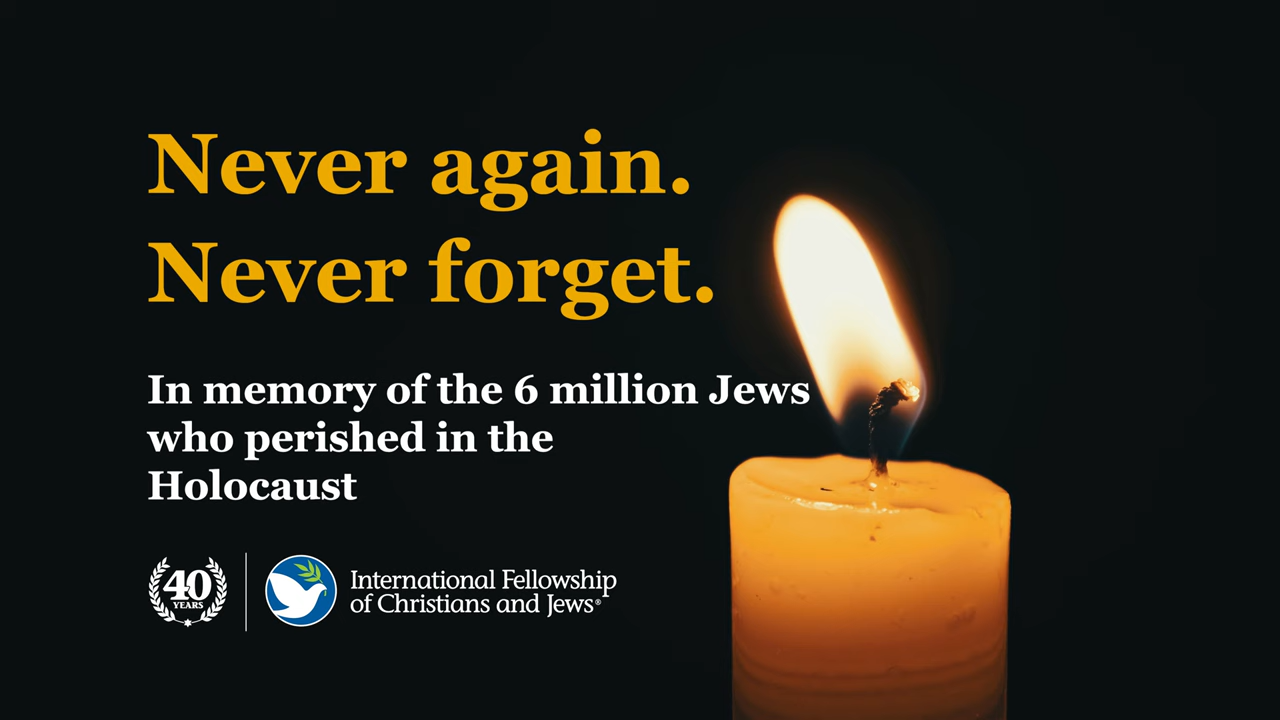 Never again.
Never forget.
In memory of the 6 million Jews
who perished in the
Holocaust
40
YEARS
International Fellowship
of Christians and Jews®